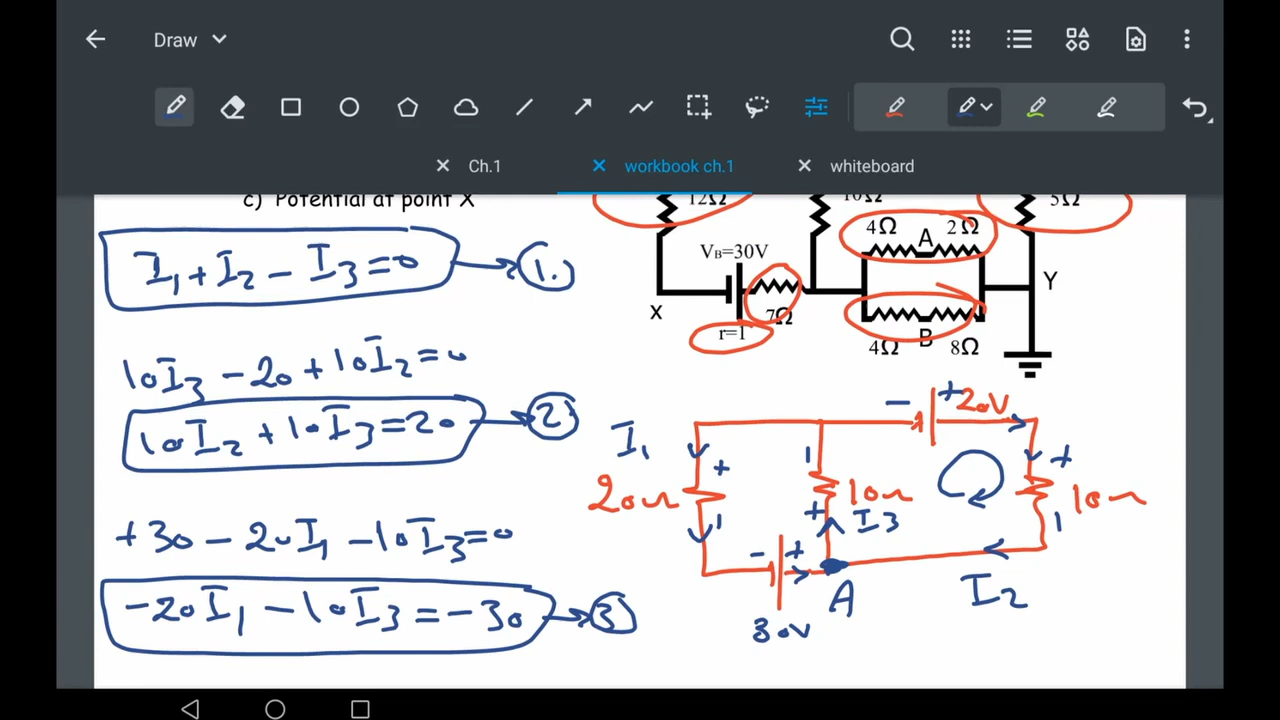 Draw
Ch.1
workbook ch.1
whiteboard
c) Potential at point X
12Ω
10Ω
5Ω
4Ω
A
2Ω
V_B=30V
X
7Ω
r=1
Y
4Ω
B
8Ω
I₁ + I₂ − I₃ = 0 → 1.
10I₃ − 20 + 10I₂ = 0
10I₂ + 10I₃ = 20 → 2
+30 − 20I₁ − 10I₃ = 0
−20I₁ − 10I₃ = −30 → 3
− + 20V
I₁
20Ω
+
10Ω
+
I₃
+
10Ω
− +
30V
A
I₂